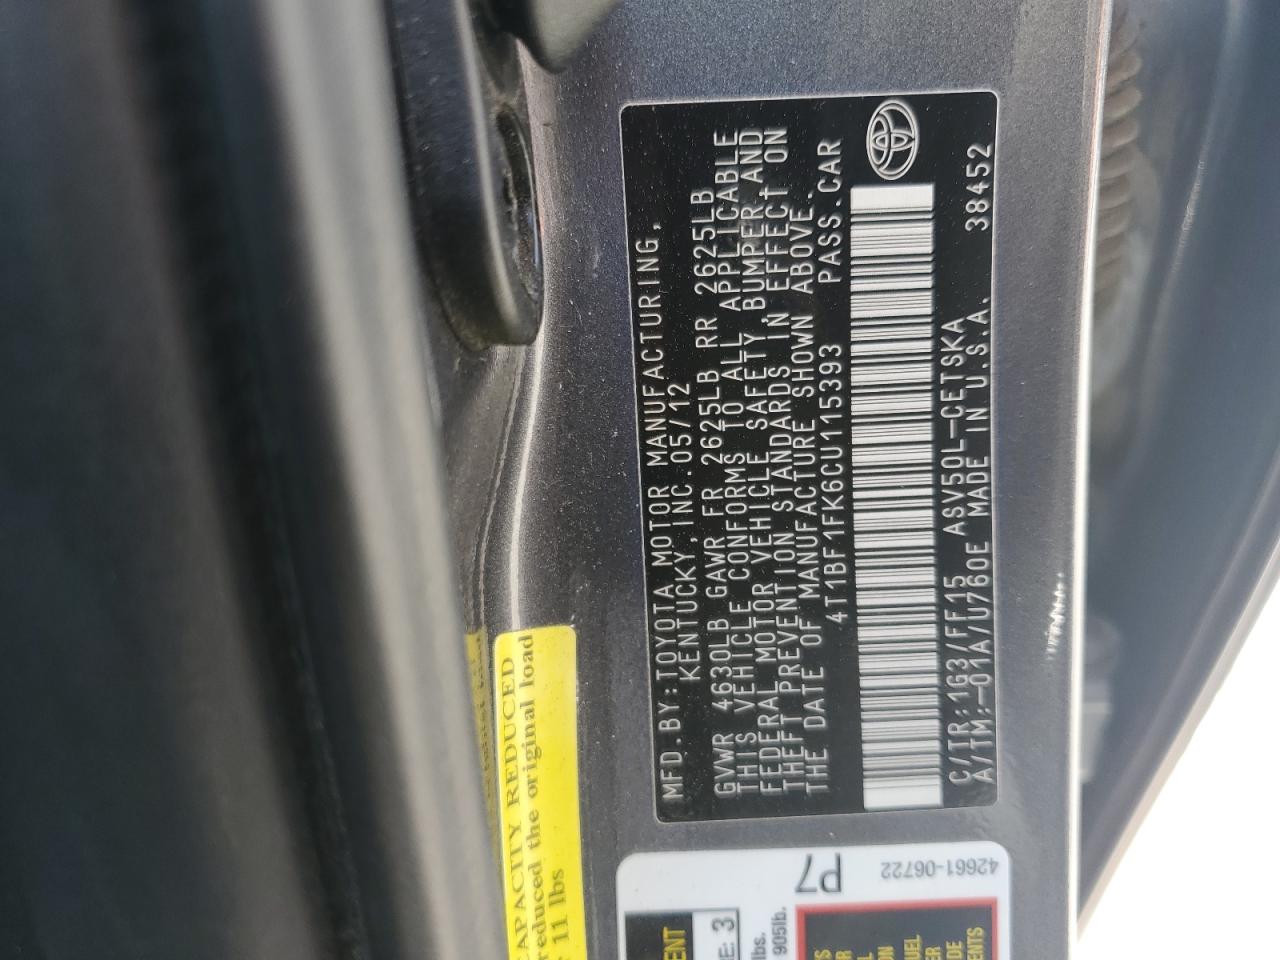 MFD.BY:TOYOTA MOTOR MANUFACTURING,
KENTUCKY,INC.05/12
GVWR 4630LB GAWR FR 2625LB RR 2625LB
THIS VEHICLE CONFORMS TO ALL APPLICABLE
FEDERAL MOTOR VEHICLE SAFETY,BUMPER,AND
THEFT PREVENTION STANDARDS IN EFFECT ON
THE DATE OF MANUFACTURE SHOWN ABOVE.
4T1BF1FK6CU115393 PASS.CAR
C/TR:1G3/FF15 ASV50L-CETSKA
A/TM:-01A/U760E MADE IN U.S.A. 38452
CAPACITY REDUCED
reduced the original load
11 lbs
P7
42661-06722
3
lbs.
905lb.